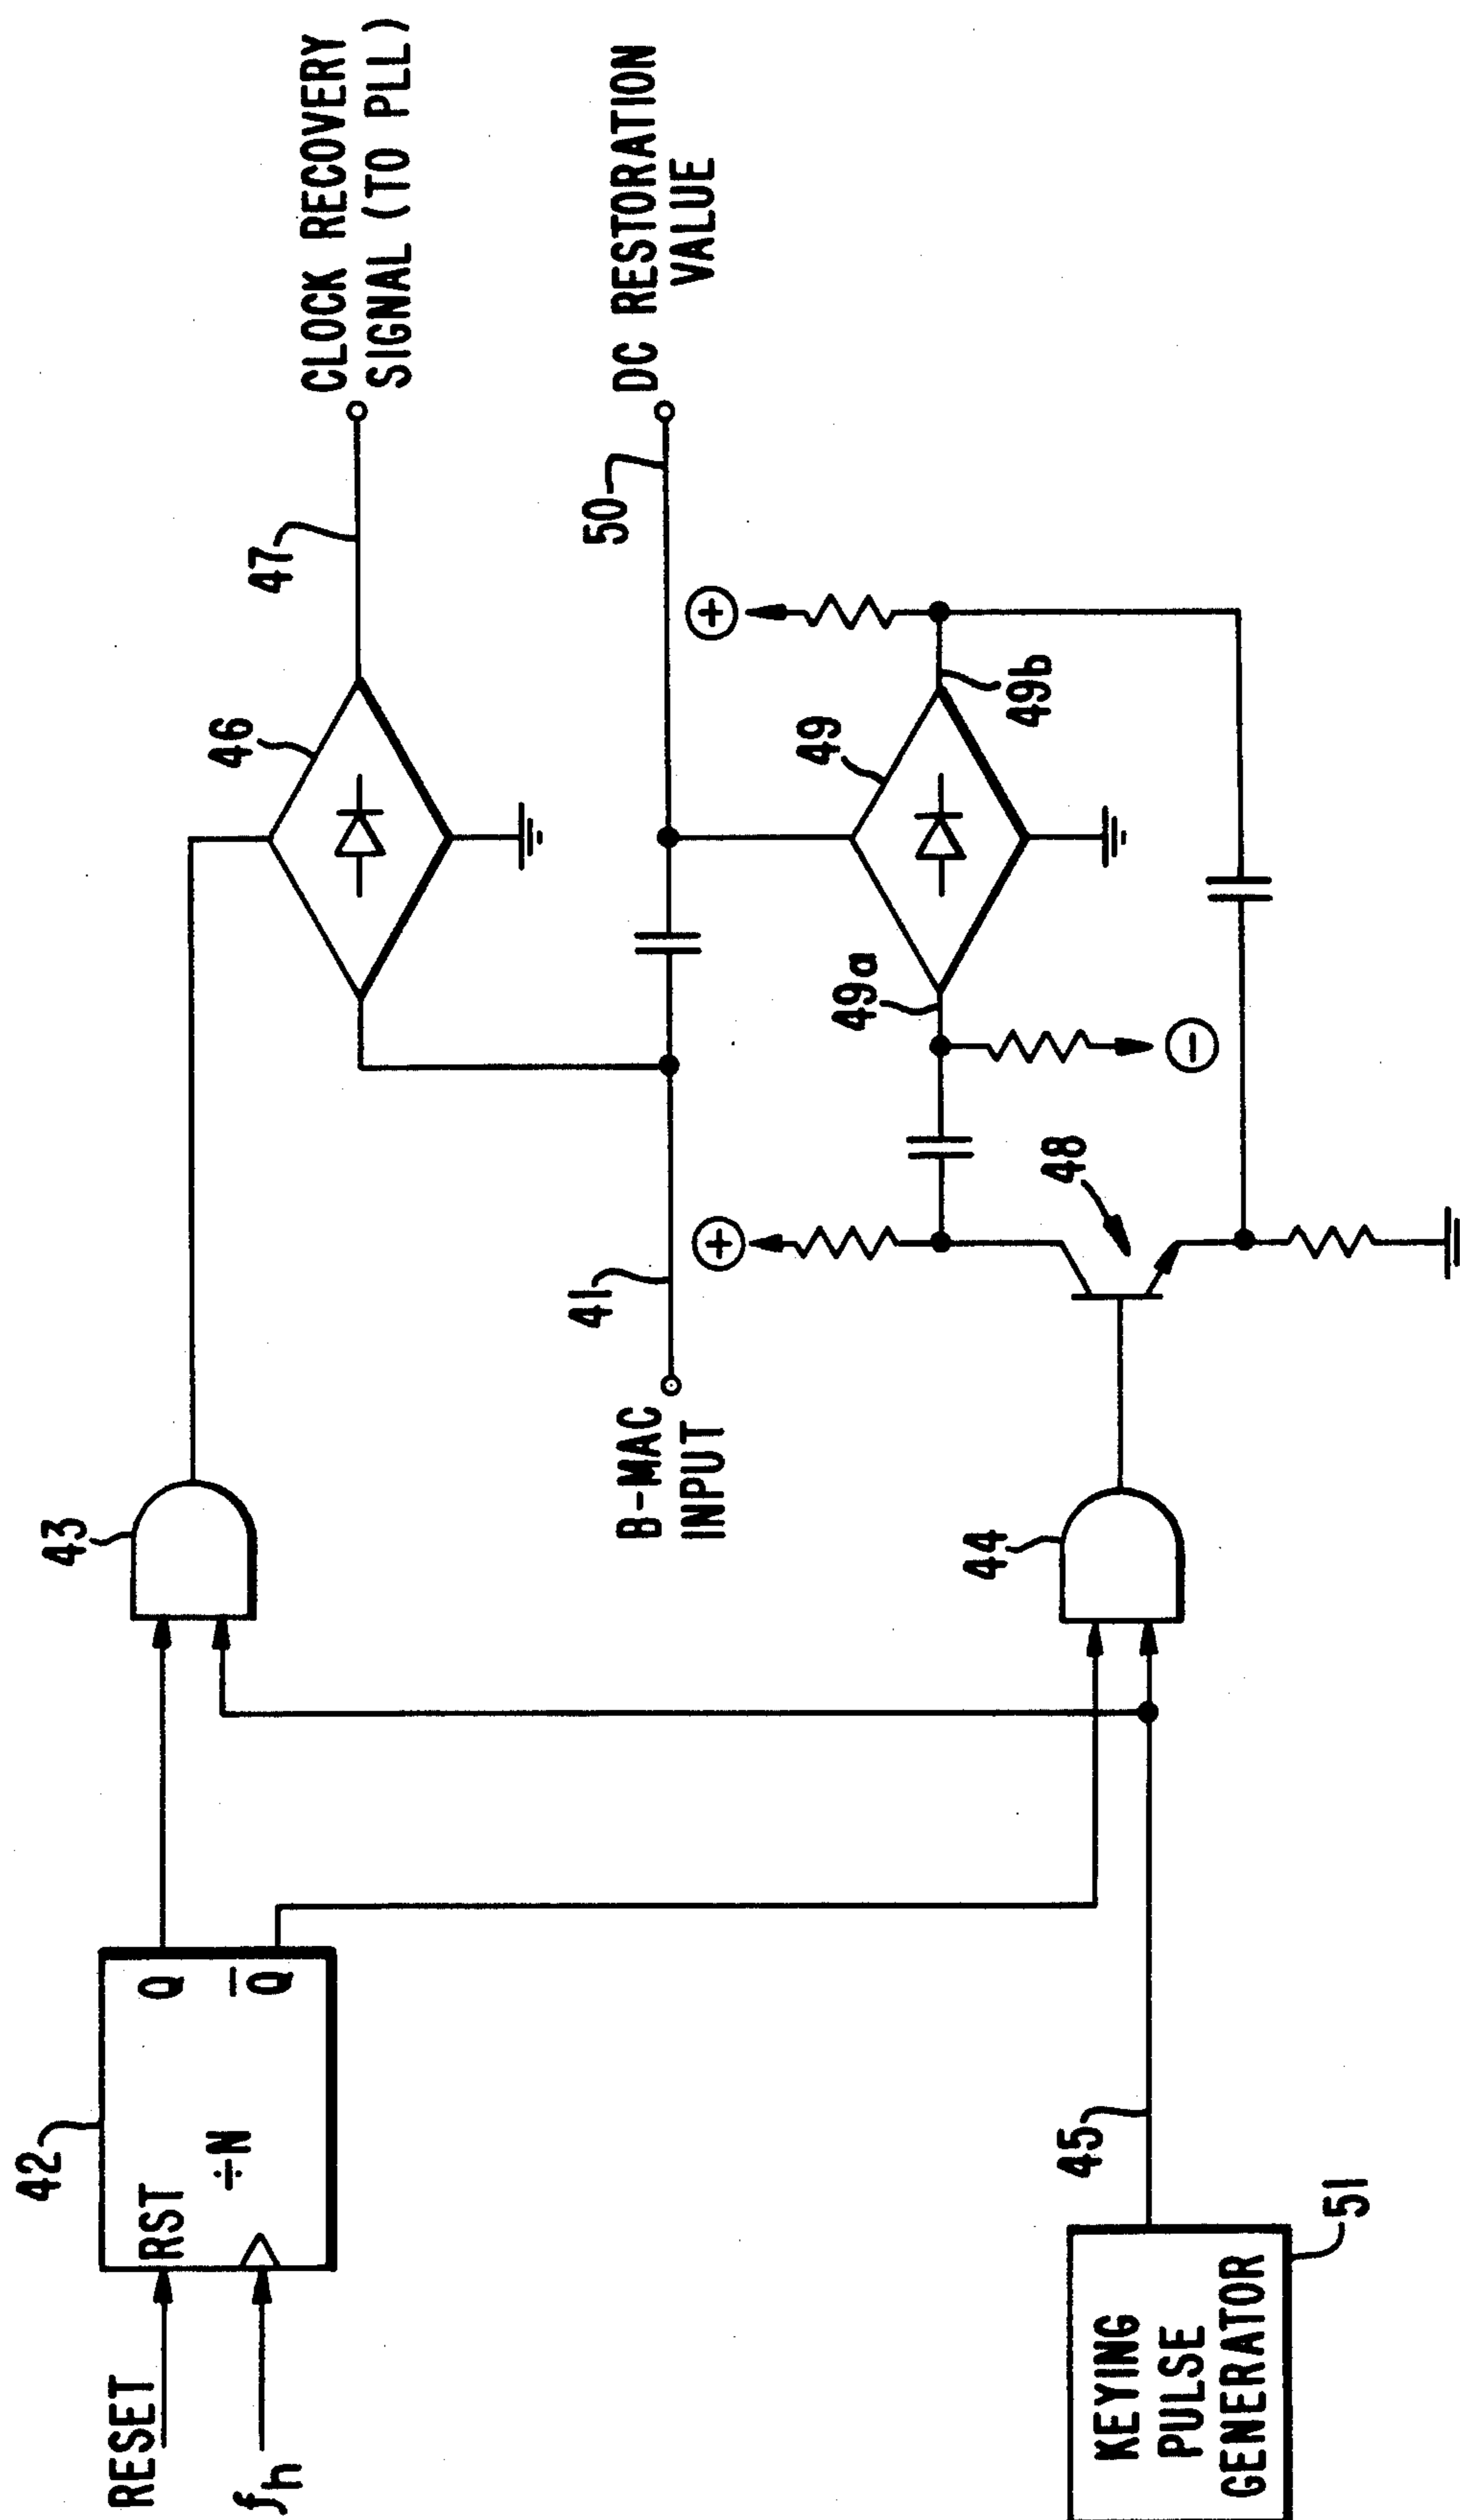 RESET
fh
42
RST
÷N
Q
Q̅
43
46
47
CLOCK RECOVERY
SIGNAL (TO PLL)
B-MAC
INPUT
41
50
DC RESTORATION
VALUE
KEYING
PULSE
GENERATOR
51
45
44
48
+
49a
−
49
49b
+